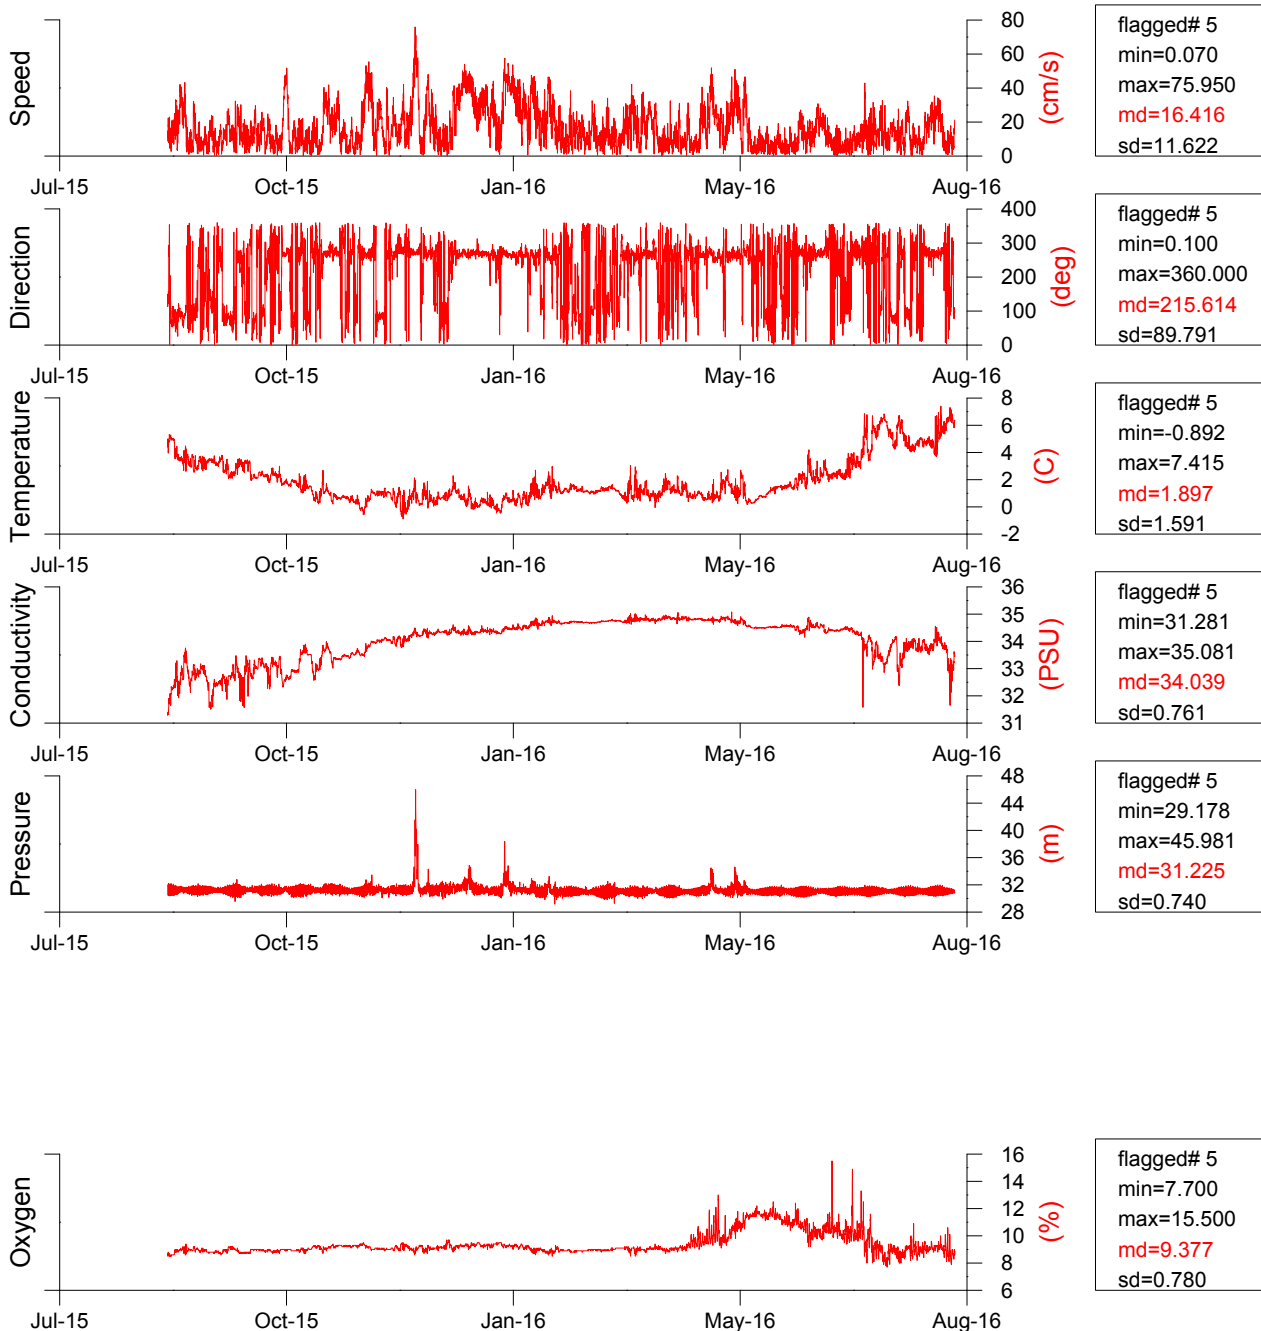 Speed
80
60
40
20
0
(cm/s)
Jul-15 Oct-15 Jan-16 May-16 Aug-16
flagged# 5
min=0.070
max=75.950
md=16.416
sd=11.622
Direction
400
300
200
100
0
(deg)
Jul-15 Oct-15 Jan-16 May-16 Aug-16
flagged# 5
min=0.100
max=360.000
md=215.614
sd=89.791
Temperature
8
6
4
2
0
-2
(C)
Jul-15 Oct-15 Jan-16 May-16 Aug-16
flagged# 5
min=-0.892
max=7.415
md=1.897
sd=1.591
Conductivity
36
35
34
33
32
31
(PSU)
Jul-15 Oct-15 Jan-16 May-16 Aug-16
flagged# 5
min=31.281
max=35.081
md=34.039
sd=0.761
Pressure
48
44
40
36
32
28
(m)
Jul-15 Oct-15 Jan-16 May-16 Aug-16
flagged# 5
min=29.178
max=45.981
md=31.225
sd=0.740
Oxygen
16
14
12
10
8
6
(%)
Jul-15 Oct-15 Jan-16 May-16 Aug-16
flagged# 5
min=7.700
max=15.500
md=9.377
sd=0.780